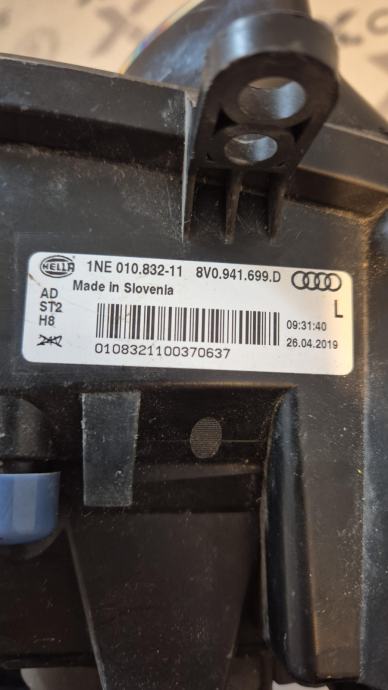 HELLA 1NE 010.832-11 8V0.941.699.D
Made in Slovenia
AD
ST2
H8
L
09:31:40
26.04.2019
0108321100370637